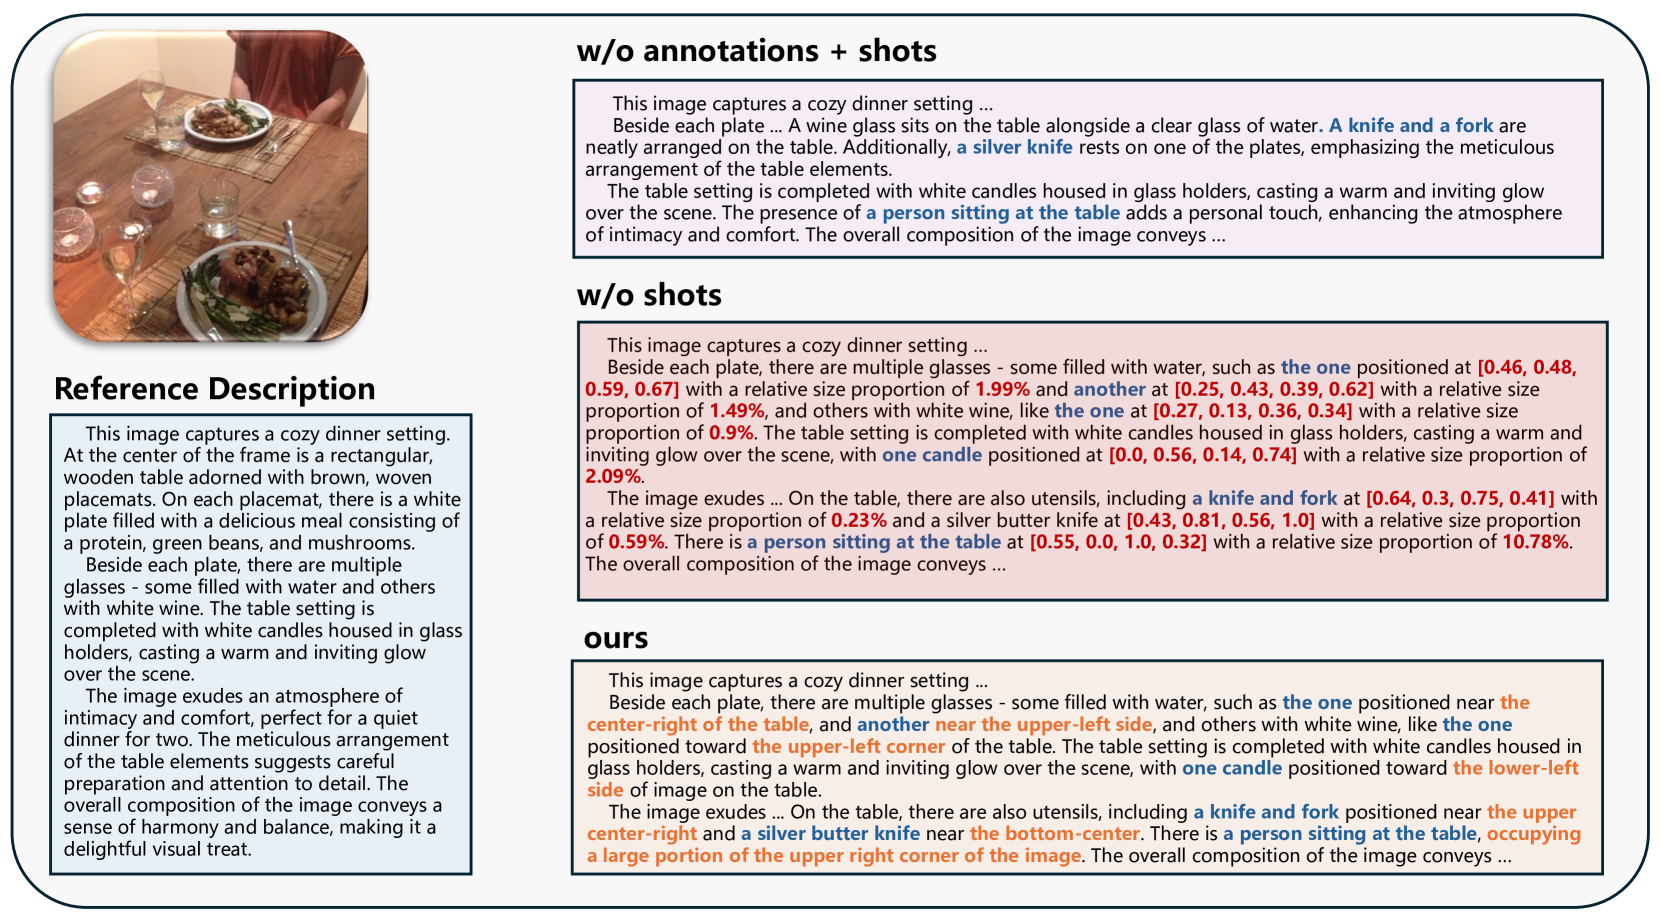 Reference Description
This image captures a cozy dinner setting.
At the center of the frame is a rectangular,
wooden table adorned with brown, woven
placemats. On each placemat, there is a white
plate filled with a delicious meal consisting of
a protein, green beans, and mushrooms.
Beside each plate, there are multiple
glasses - some filled with water and others
with white wine. The table setting is
completed with white candles housed in glass
holders, casting a warm and inviting glow
over the scene.
The image exudes an atmosphere of
intimacy and comfort, perfect for a quiet
dinner for two. The meticulous arrangement
of the table elements suggests careful
preparation and attention to detail. The
overall composition of the image conveys a
sense of harmony and balance, making it a
delightful visual treat.
w/o annotations + shots
This image captures a cozy dinner setting ...
Beside each plate ... A wine glass sits on the table alongside a clear glass of water. A knife and a fork are
neatly arranged on the table. Additionally, a silver knife rests on one of the plates, emphasizing the meticulous
arrangement of the table elements.
The table setting is completed with white candles housed in glass holders, casting a warm and inviting glow
over the scene. The presence of a person sitting at the table adds a personal touch, enhancing the atmosphere
of intimacy and comfort. The overall composition of the image conveys ...
w/o shots
This image captures a cozy dinner setting ...
Beside each plate, there are multiple glasses - some filled with water, such as the one positioned at [0.46, 0.48,
0.59, 0.67] with a relative size proportion of 1.99% and another at [0.25, 0.43, 0.39, 0.62] with a relative size
proportion of 1.49%, and others with white wine, like the one at [0.27, 0.13, 0.36, 0.34] with a relative size
proportion of 0.9%. The table setting is completed with white candles housed in glass holders, casting a warm and
inviting glow over the scene, with one candle positioned at [0.0, 0.56, 0.14, 0.74] with a relative size proportion of
2.09%.
The image exudes ... On the table, there are also utensils, including a knife and fork at [0.64, 0.3, 0.75, 0.41] with
a relative size proportion of 0.23% and a silver butter knife at [0.43, 0.81, 0.56, 1.0] with a relative size proportion
of 0.59%. There is a person sitting at the table at [0.55, 0.0, 1.0, 0.32] with a relative size proportion of 10.78%.
The overall composition of the image conveys ...
ours
This image captures a cozy dinner setting ...
Beside each plate, there are multiple glasses - some filled with water, such as the one positioned near the
center-right of the table, and another near the upper-left side, and others with white wine, like the one
positioned toward the upper-left corner of the table. The table setting is completed with white candles housed in
glass holders, casting a warm and inviting glow over the scene, with one candle positioned toward the lower-left
side of image on the table.
The image exudes ... On the table, there are also utensils, including a knife and fork positioned near the upper
center-right and a silver butter knife near the bottom-center. There is a person sitting at the table, occupying
a large portion of the upper right corner of the image. The overall composition of the image conveys ...